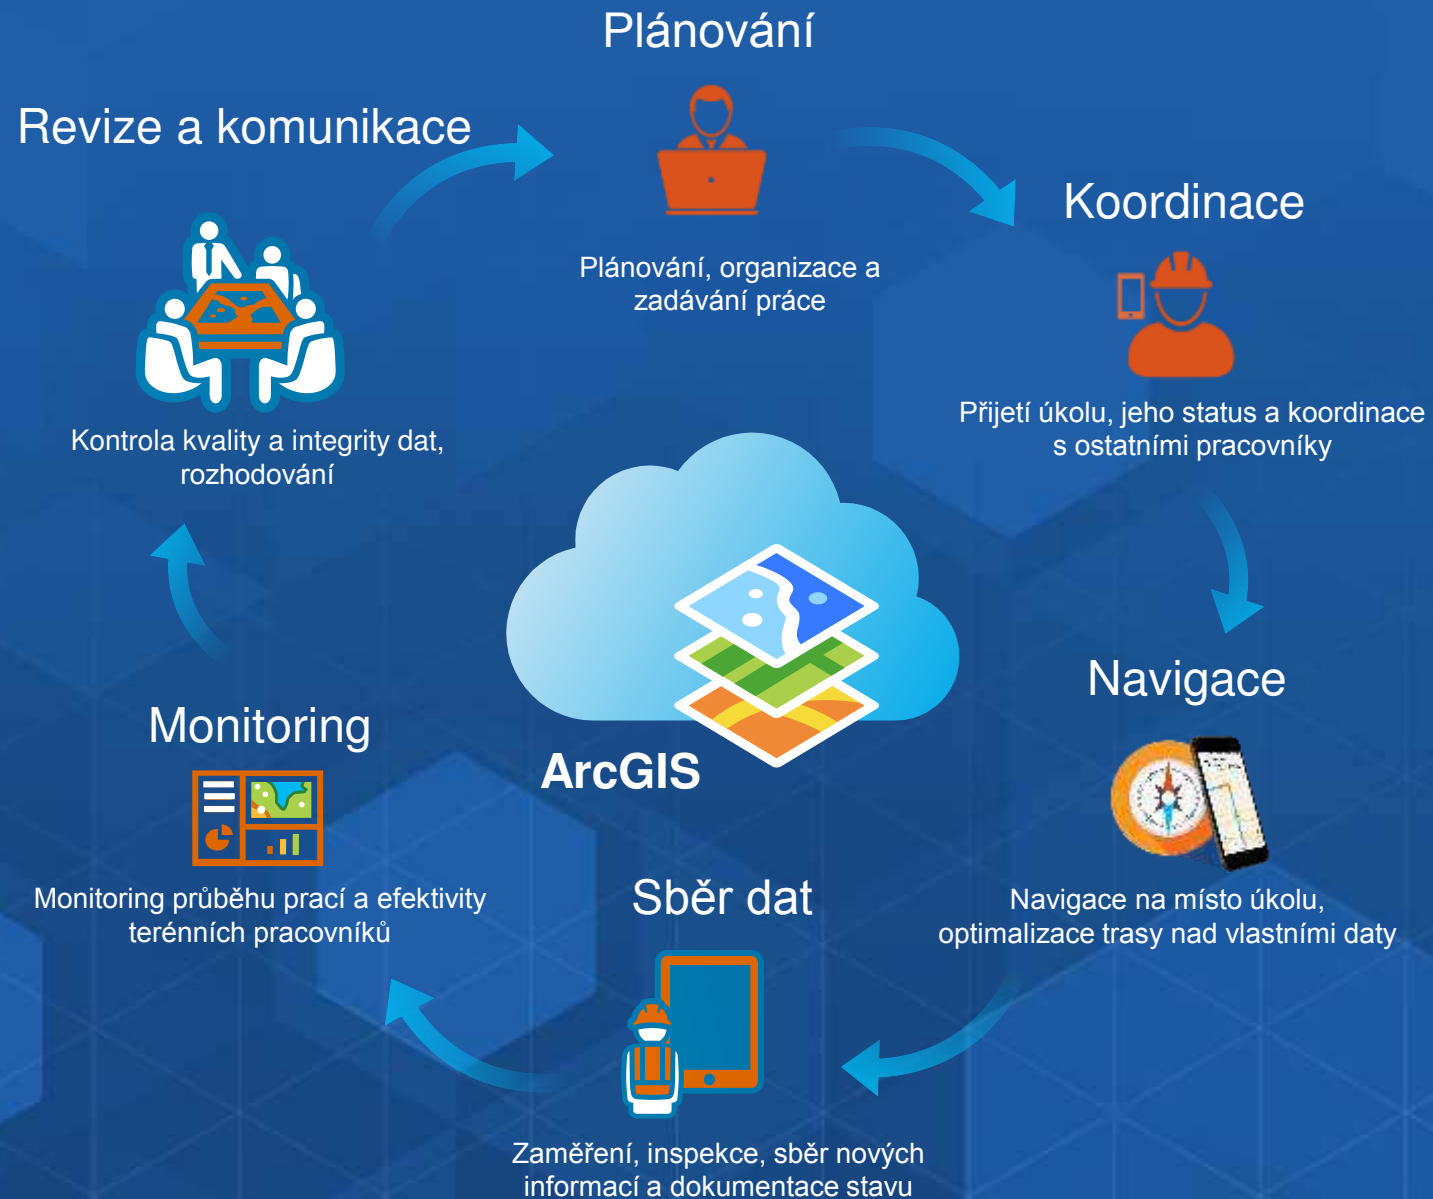 Plánování
Plánování, organizace a
zadávání práce
Koordinace
Přijetí úkolu, jeho status a koordinace
s ostatními pracovníky
Navigace
Navigace na místo úkolu,
optimalizace trasy nad vlastními daty
Sběr dat
Zaměření, inspekce, sběr nových
informací a dokumentace stavu
Monitoring
Monitoring průběhu prací a efektivity
terénních pracovníků
Revize a komunikace
Kontrola kvality a integrity dat,
rozhodování
ArcGIS